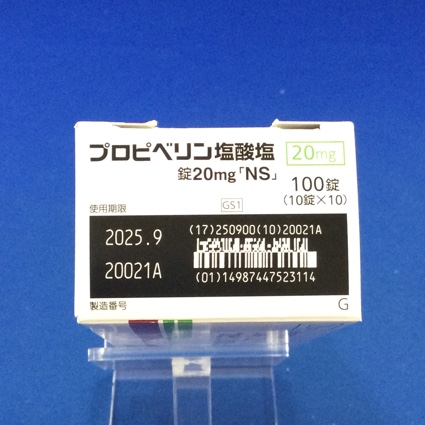 プロピベリン塩酸塩 20mg
錠20mg「NS」
100錠
(10錠×10)
GS1
使用期限
2025.9
(17)250900(10)20021A
20021A
(01)14987447523114
製造番号
G